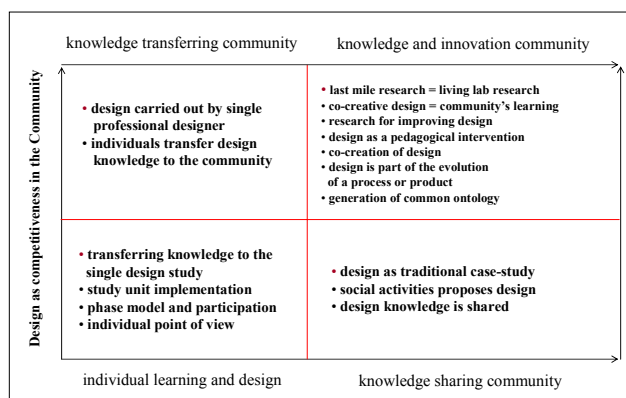 knowledge transferring community
knowledge and innovation community
Design as competitiveness in the Community
• design carried out by single
professional designer
• individuals transfer design
knowledge to the community
• last mile research = living lab research
• co-creative design = community's learning
• research for improving design
• design as a pedagogical intervention
• co-creation of design
• design is part of the evolution
of a process or product
• generation of common ontology
• transferring knowledge to the
single design study
• study unit implementation
• phase model and participation
• individual point of view
• design as traditional case-study
• social activities proposes design
• design knowledge is shared
individual learning and design
knowledge sharing community